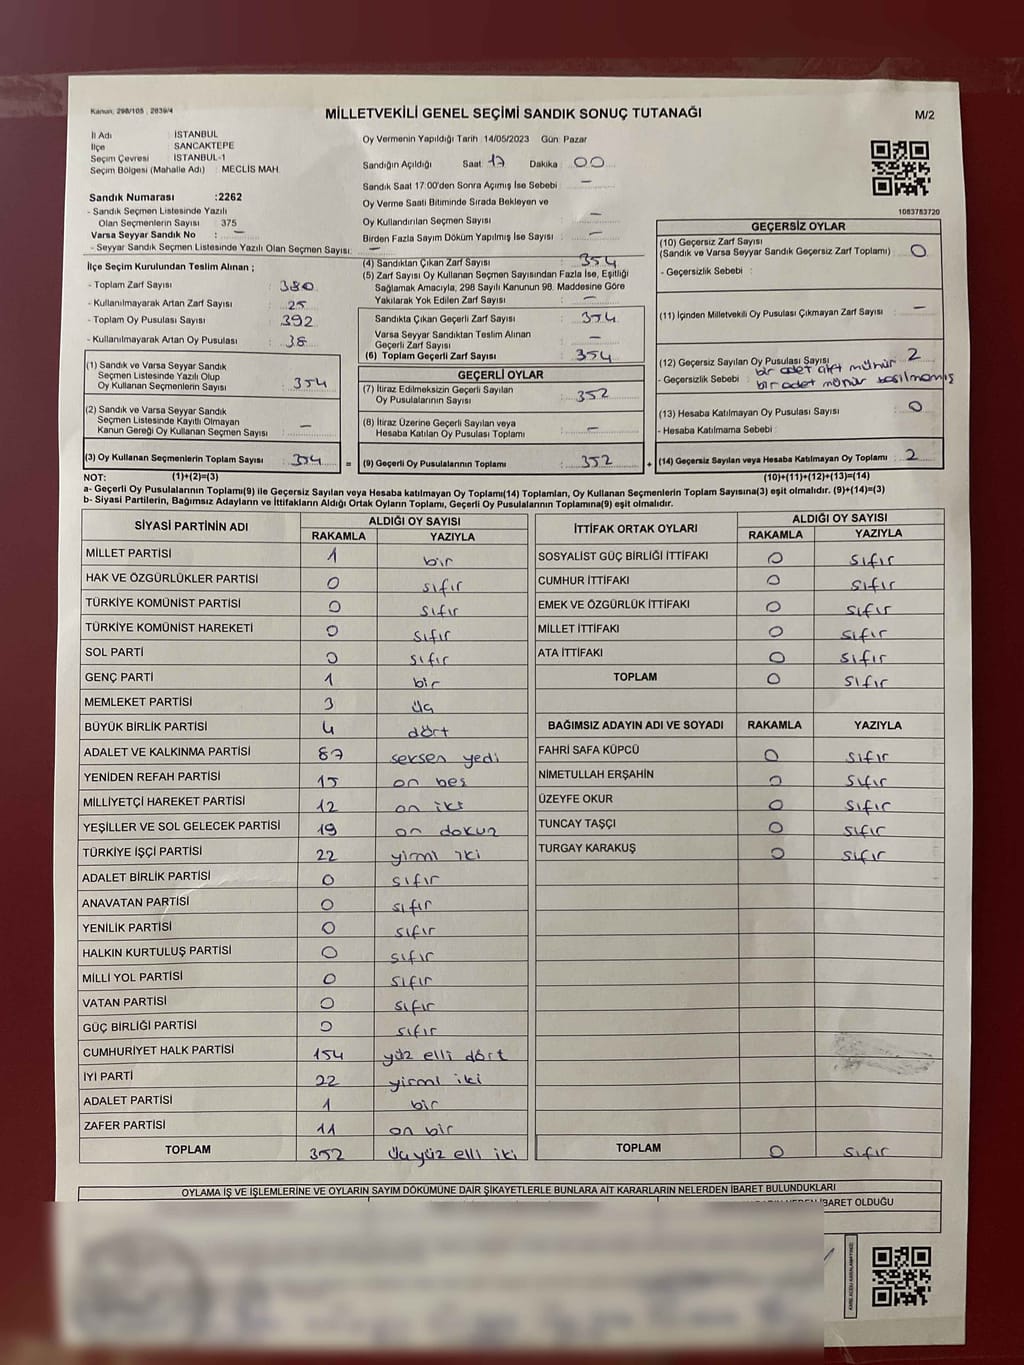 Kanun: 298/105 , 2839/4
MİLLETVEKİLİ GENEL SEÇİMİ SANDIK SONUÇ TUTANAĞI
M/2
İl Adı : İSTANBUL
İlçe : SANCAKTEPE
Seçim Çevresi : İSTANBUL-1
Seçim Bölgesi (Mahalle Adı) : MECLİS MAH.
Sandık Numarası :2262
- Sandık Seçmen Listesinde Yazılı
Olan Seçmenlerin Sayısı : 375
Varsa Seyyar Sandık No : —
- Seyyar Sandık Seçmen Listesinde Yazılı Olan Seçmen Sayısı: —
Oy Vermenin Yapıldığı Tarih 14/05/2023 Gün: Pazar
Sandığın Açıldığı Saat 17 Dakika 00
Sandık Saat 17:00'den Sonra Açımış İse Sebebi : —
Oy Verme Saati Bitiminde Sırada Bekleyen ve
Oy Kullandırılan Seçmen Sayısı : —
Birden Fazla Sayım Döküm Yapılmış İse Sayısı : —
1083783720
İlçe Seçim Kurulundan Teslim Alınan ;
- Toplam Zarf Sayısı : 380
- Kullanılmayarak Artan Zarf Sayısı : 25
- Toplam Oy Pusulası Sayısı : 392
- Kullanılmayarak Artan Oy Pusulası : 38
(4) Sandıktan Çıkan Zarf Sayısı : 354
(5) Zarf Sayısı Oy Kullanan Seçmen Sayısından Fazla İse, Eşitliği
Sağlamak Amacıyla, 298 Sayılı Kanunun 98. Maddesine Göre
Yakılarak Yok Edilen Zarf Sayısı : —
Sandıkta Çıkan Geçerli Zarf Sayısı : 354
Varsa Seyyar Sandıktan Teslim Alınan
Geçerli Zarf Sayısı : —
(6) Toplam Geçerli Zarf Sayısı : 354
GEÇERSİZ OYLAR
(10) Geçersiz Zarf Sayısı
(Sandık ve Varsa Seyyar Sandık Geçersiz Zarf Toplamı) : 0
- Geçersizlik Sebebi :
(11) İçinden Milletvekili Oy Pusulası Çıkmayan Zarf Sayısı : —
(12) Geçersiz Sayılan Oy Pusulası Sayısı : 2
- Geçersizlik Sebebi : bir adet çift mühür
bir adet mühür basılmamış
(13) Hesaba Katılmayan Oy Pusulası Sayısı : 0
- Hesaba Katılmama Sebebi :
(14) Geçersiz Sayılan veya Hesaba Katılmayan Oy Toplamı : 2
(1) Sandık ve Varsa Seyyar Sandık
Seçmen Listesinde Yazılı Olup
Oy Kullanan Seçmenlerin Sayısı : 354
(2) Sandık ve Varsa Seyyar Sandık
Seçmen Listesinde Kayıtlı Olmayan
Kanun Gereği Oy Kullanan Seçmen Sayısı : —
(3) Oy Kullanan Seçmenlerin Toplam Sayısı : 354
GEÇERLİ OYLAR
(7) İtiraz Edilmeksizin Geçerli Sayılan
Oy Pusulalarının Sayısı : 352
(8) İtiraz Üzerine Geçerli Sayılan veya
Hesaba Katılan Oy Pusulası Toplamı : —
= (9) Geçerli Oy Pusulalarının Toplamı : 352 +
NOT: (1)+(2)=(3) (10)+(11)+(12)+(13)=(14)
a- Geçerli Oy Pusulalarının Toplamı(9) ile Geçersiz Sayılan veya Hesaba katılmayan Oy Toplamı(14) Toplamları, Oy Kullanan Seçmenlerin Toplam Sayısına(3) eşit olmalıdır. (9)+(14)=(3)
b- Siyasi Partilerin, Bağımsız Adayların ve İttifakların Aldığı Ortak Oyların Toplamı, Geçerli Oy Pusulalarının Toplamına(9) eşit olmalıdır.
SİYASİ PARTİNİN ADI ALDIĞI OY SAYISI
RAKAMLA YAZIYLA
MİLLET PARTİSİ 1 bir
HAK VE ÖZGÜRLÜKLER PARTİSİ 0 sıfır
TÜRKİYE KOMÜNİST PARTİSİ 0 sıfır
TÜRKİYE KOMÜNİST HAREKETİ 0 sıfır
SOL PARTİ 0 sıfır
GENÇ PARTİ 1 bir
MEMLEKET PARTİSİ 3 üç
BÜYÜK BİRLİK PARTİSİ 4 dört
ADALET VE KALKINMA PARTİSİ 87 seksen yedi
YENİDEN REFAH PARTİSİ 15 on beş
MİLLİYETÇİ HAREKET PARTİSİ 12 on iki
YEŞİLLER VE SOL GELECEK PARTİSİ 19 on dokuz
TÜRKİYE İŞÇİ PARTİSİ 22 yirmi iki
ADALET BİRLİK PARTİSİ 0 sıfır
ANAVATAN PARTİSİ 0 sıfır
YENİLİK PARTİSİ 0 sıfır
HALKIN KURTULUŞ PARTİSİ 0 sıfır
MİLLİ YOL PARTİSİ 0 sıfır
VATAN PARTİSİ 0 sıfır
GÜÇ BİRLİĞİ PARTİSİ 0 sıfır
CUMHURİYET HALK PARTİSİ 154 yüz elli dört
İYİ PARTİ 22 yirmi iki
ADALET PARTİSİ 1 bir
ZAFER PARTİSİ 11 on bir
TOPLAM 352 üçyüz elli iki
İTTİFAK ORTAK OYLARI ALDIĞI OY SAYISI
RAKAMLA YAZIYLA
SOSYALİST GÜÇ BİRLİĞİ İTTİFAKI 0 sıfır
CUMHUR İTTİFAKI 0 sıfır
EMEK VE ÖZGÜRLÜK İTTİFAKI 0 sıfır
MİLLET İTTİFAKI 0 sıfır
ATA İTTİFAKI 0 sıfır
TOPLAM 0 sıfır
BAĞIMSIZ ADAYIN ADI VE SOYADI RAKAMLA YAZIYLA
FAHRİ SAFA KÜPCÜ 0 sıfır
NİMETULLAH ERŞAHİN 0 sıfır
ÜZEYFE OKUR 0 sıfır
TUNCAY TAŞÇI 0 sıfır
TURGAY KARAKUŞ 0 sıfır
TOPLAM 0 sıfır
OYLAMA İŞ VE İŞLEMLERİNE VE OYLARIN SAYIM DÖKÜMÜNE DAİR ŞİKAYETLERLE BUNLARA AİT KARARLARIN NELERDEN İBARET BULUNDUKLARI
İBARET OLDUĞU